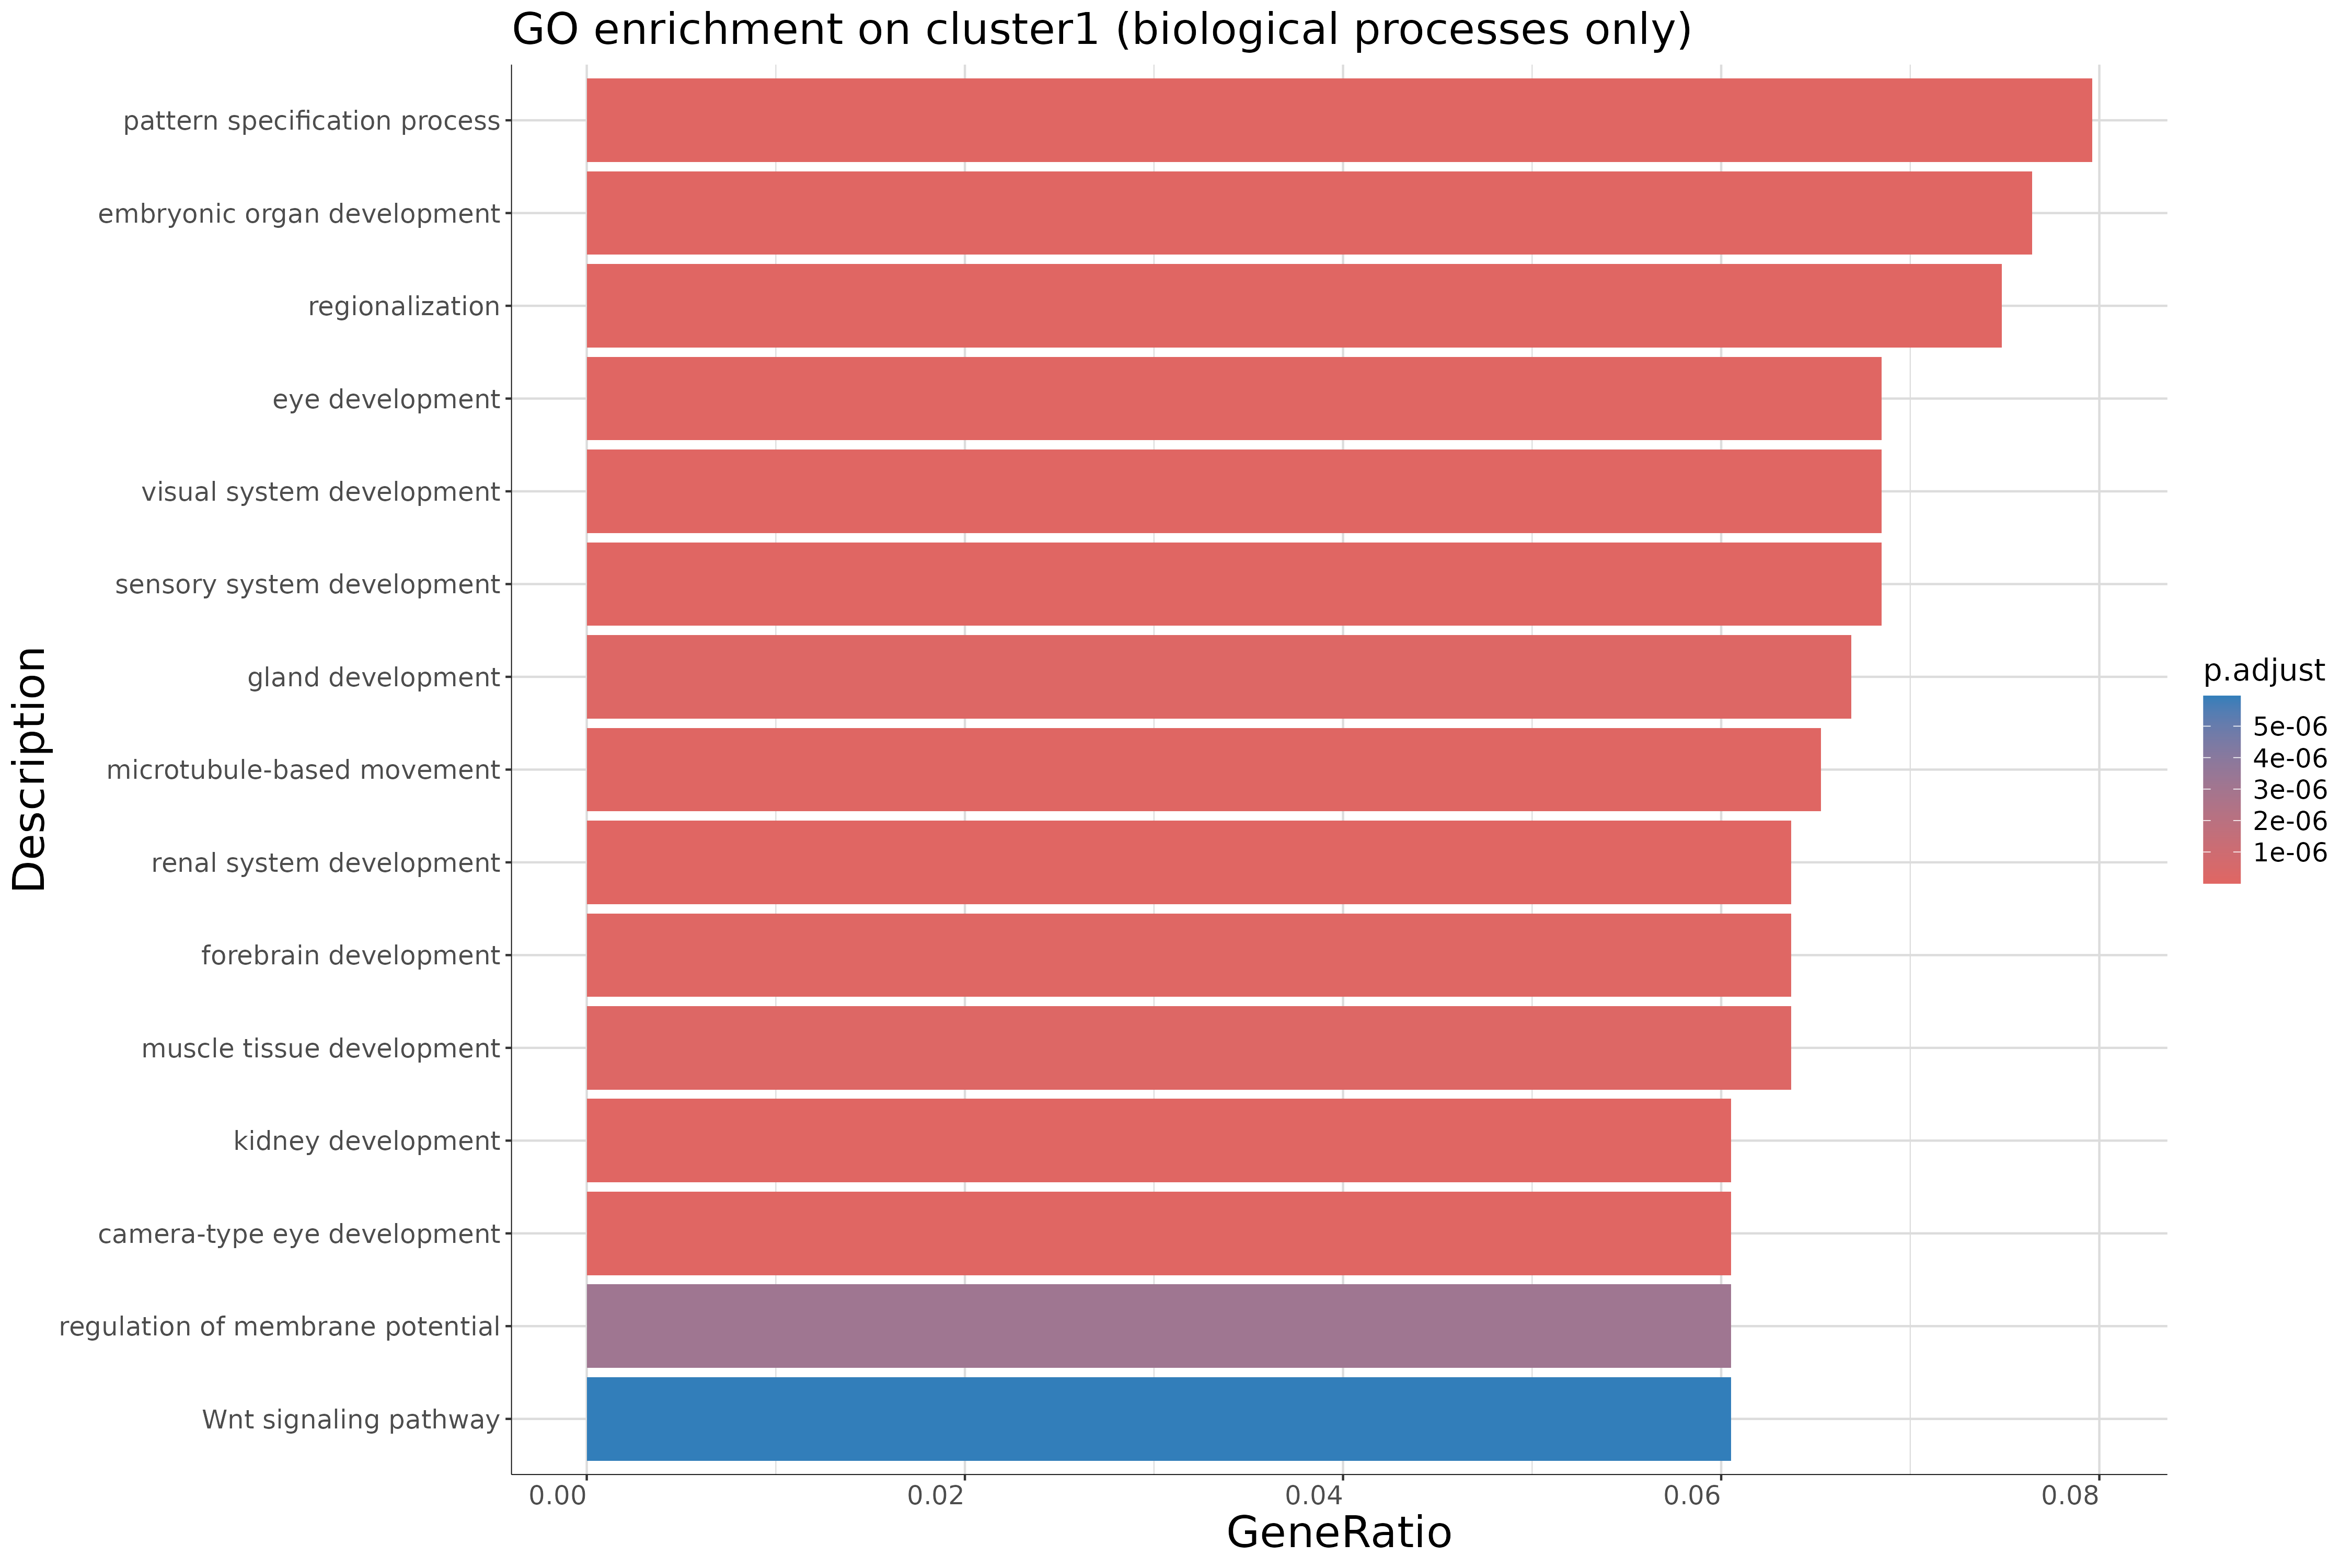 GO enrichment on cluster1 (biological processes only)
pattern specification process
embryonic organ development
regionalization
eye development
visual system development
sensory system development
gland development
microtubule-based movement
renal system development
forebrain development
muscle tissue development
kidney development
camera-type eye development
regulation of membrane potential
Wnt signaling pathway
Description
0.00 0.02 0.04 0.06 0.08
GeneRatio
p.adjust
5e-06
4e-06
3e-06
2e-06
1e-06